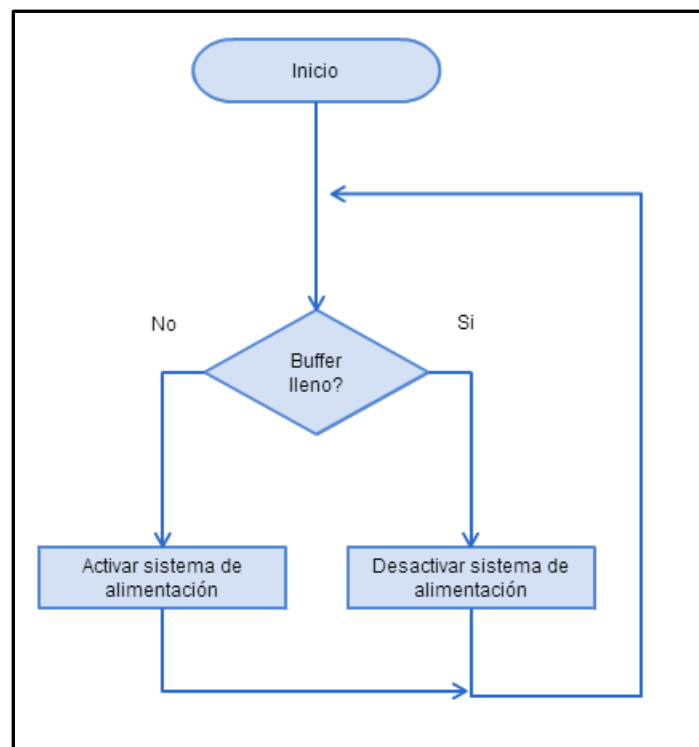 Inicio
No
Si
Buffer
lleno?
Activar sistema de
alimentación
Desactivar sistema de
alimentación